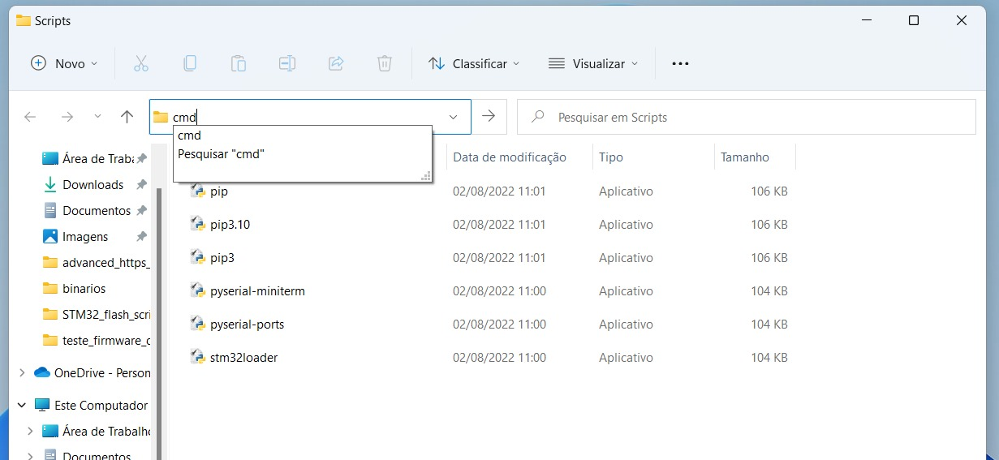 Scripts
Novo
Classificar
Visualizar
cmd
Pesquisar em Scripts
cmd
Pesquisar "cmd"
Data de modificação
Tipo
Tamanho
Área de Traba
Downloads
Documentos
Imagens
advanced_https_
binarios
STM32_flash_scri
teste_firmware_c
OneDrive - Person
Este Computador
Área de Trabalho
Documentos
pip 02/08/2022 11:01 Aplicativo 106 KB
pip3.10 02/08/2022 11:01 Aplicativo 106 KB
pip3 02/08/2022 11:01 Aplicativo 106 KB
pyserial-miniterm 02/08/2022 11:00 Aplicativo 104 KB
pyserial-ports 02/08/2022 11:00 Aplicativo 104 KB
stm32loader 02/08/2022 11:00 Aplicativo 104 KB